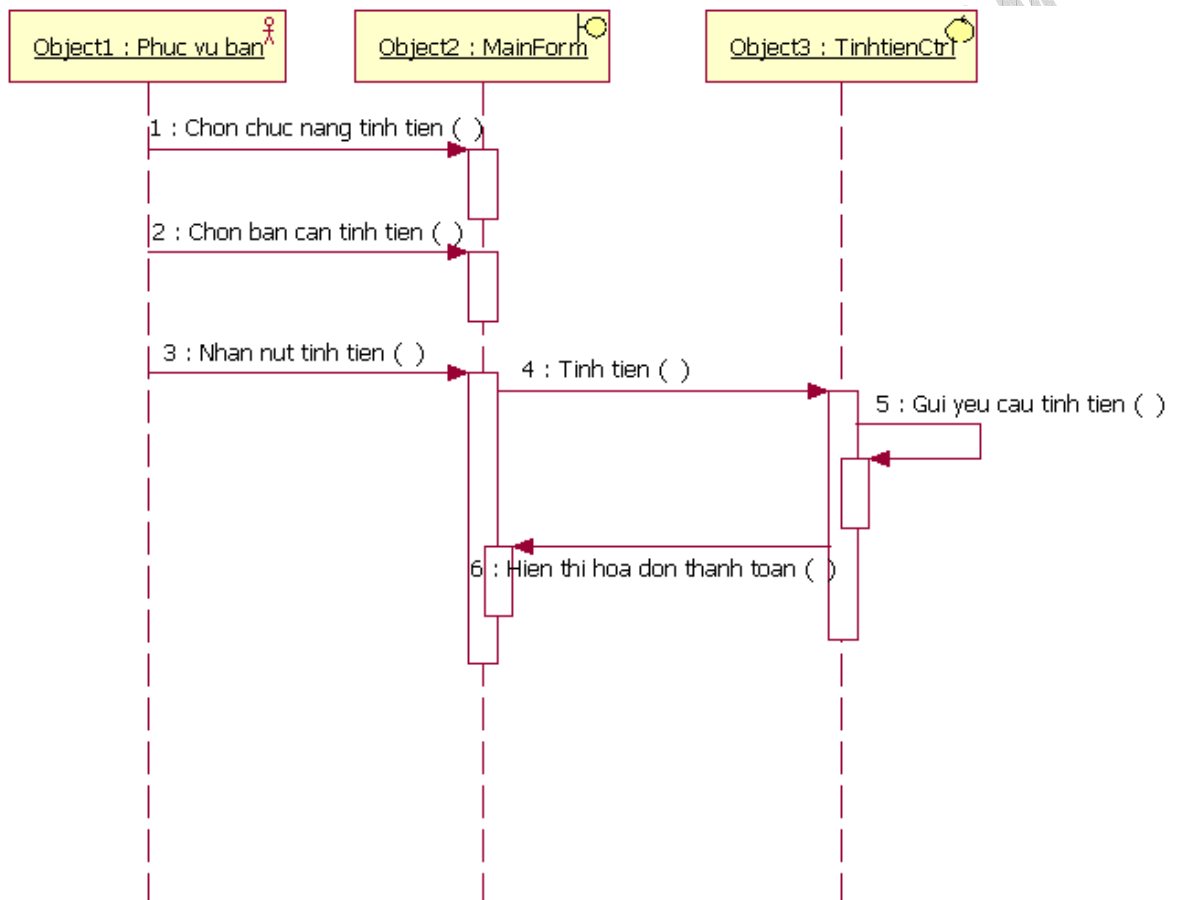 Object1 : Phuc vu ban
Object2 : MainForm
Object3 : TinhtienCtrl
1 : Chon chuc nang tinh tien ( )
2 : Chon ban can tinh tien ( )
3 : Nhan nut tinh tien ( )
4 : Tinh tien ( )
5 : Gui yeu cau tinh tien ( )
6 : Hien thi hoa don thanh toan ( )